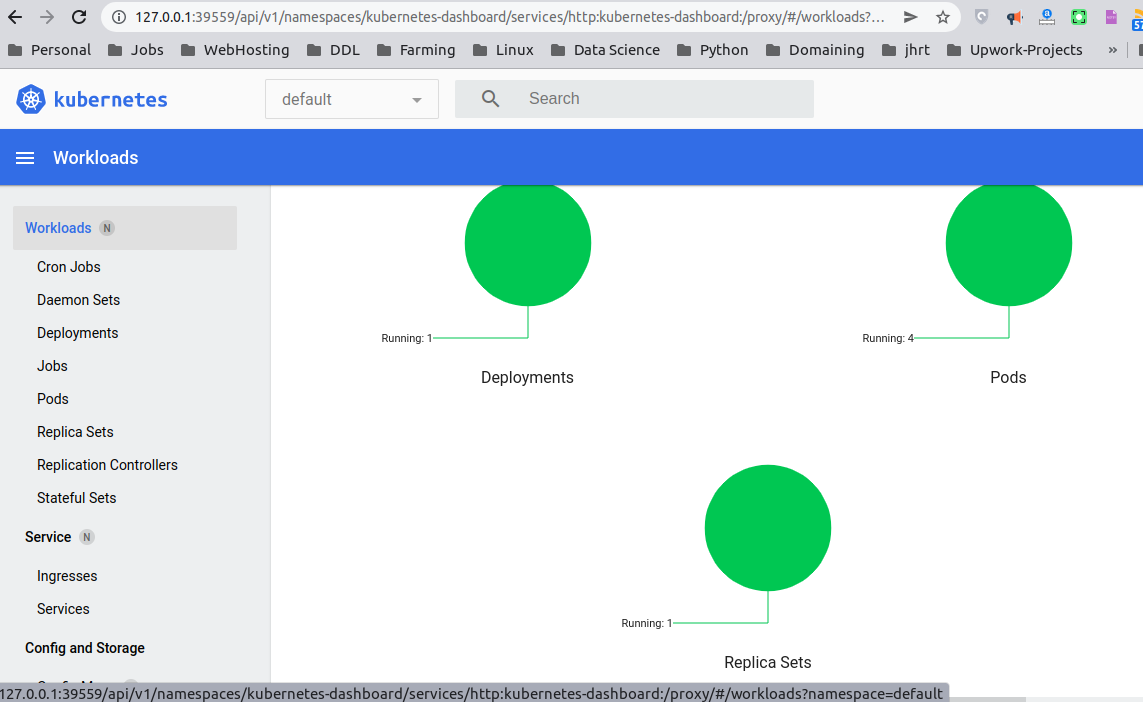 127.0.0.1:39559/api/v1/namespaces/kubernetes-dashboard/services/http:kubernetes-dashboard:/proxy/#/workloads?...
Personal Jobs WebHosting DDL Farming Linux Data Science Python Domaining jhrt Upwork-Projects »
kubernetes default Search
Workloads
Workloads N
Cron Jobs
Daemon Sets
Deployments
Jobs
Pods
Replica Sets
Replication Controllers
Stateful Sets
Service N
Ingresses
Services
Config and Storage
Running: 1
Deployments
Running: 4
Pods
Running: 1
Replica Sets
127.0.0.1:39559/api/v1/namespaces/kubernetes-dashboard/services/http:kubernetes-dashboard:/proxy/#/workloads?namespace=default